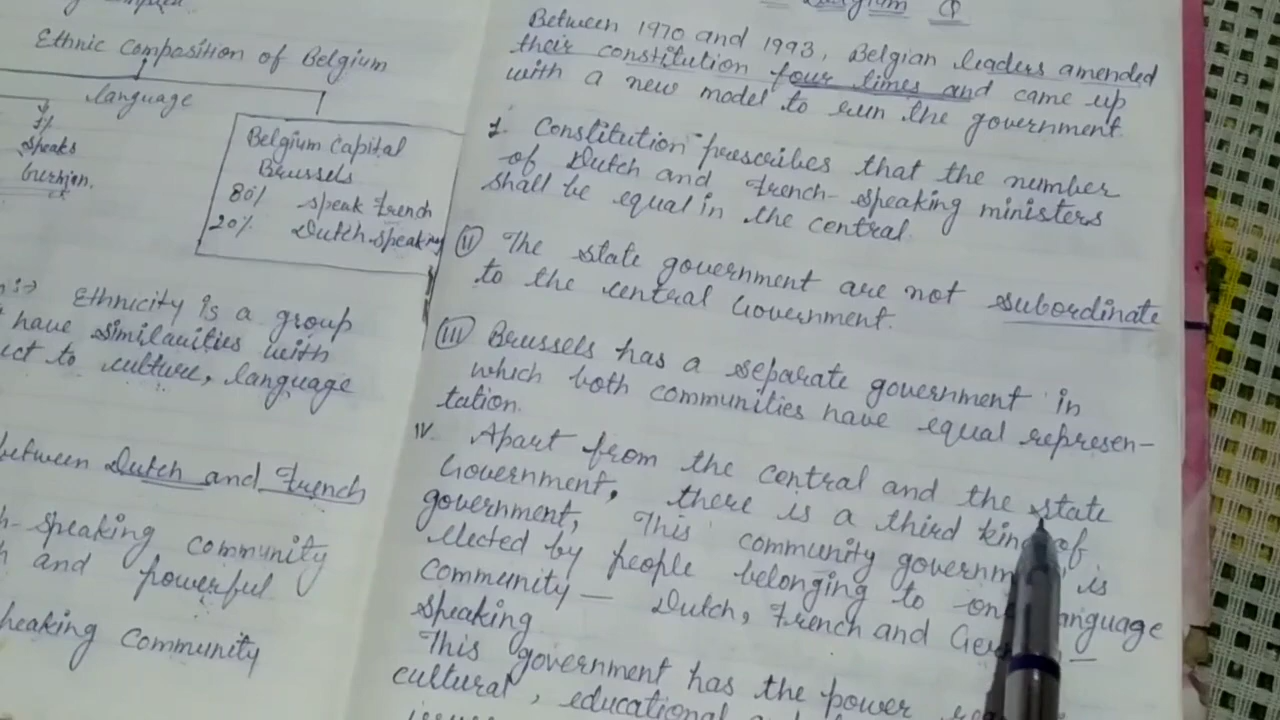 Ethnic Composition of Belgium
language
1%
speaks
Belgium Capital
Brussels
80% speak French
20% Dutch-speaking
Ethnicity is a group
have similarities with
to culture, language
between Dutch and French
speaking community
and powerful
speaking community
Between 1970 and 1993, Belgian leaders amended
their constitution four times and came up
with a new model to run the government.
I. Constitution prescribes that the number
of Dutch and French-speaking ministers
shall be equal in the central.
II The state government are not subordinate
to the central Government.
III Brussels has a separate government in
which both communities have equal represen-
tation.
IV. Apart from the central and the state
Government, there is a third kind of
government, This community government is
elected by people belonging to one language
community — Dutch, French and
speaking
This government has the power
cultural, educational